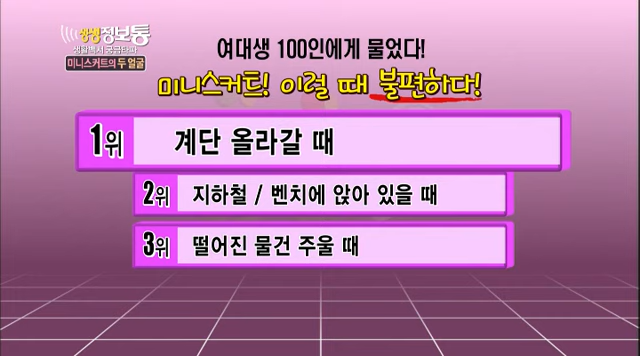 생생정보통
생활백서 궁금타파
미니스커트의 두 얼굴
여대생 100인에게 물었다!
미니스커트! 이럴 때 불편하다!
1위 계단 올라갈 때
2위 지하철 / 벤치에 앉아 있을 때
3위 떨어진 물건 주울 때